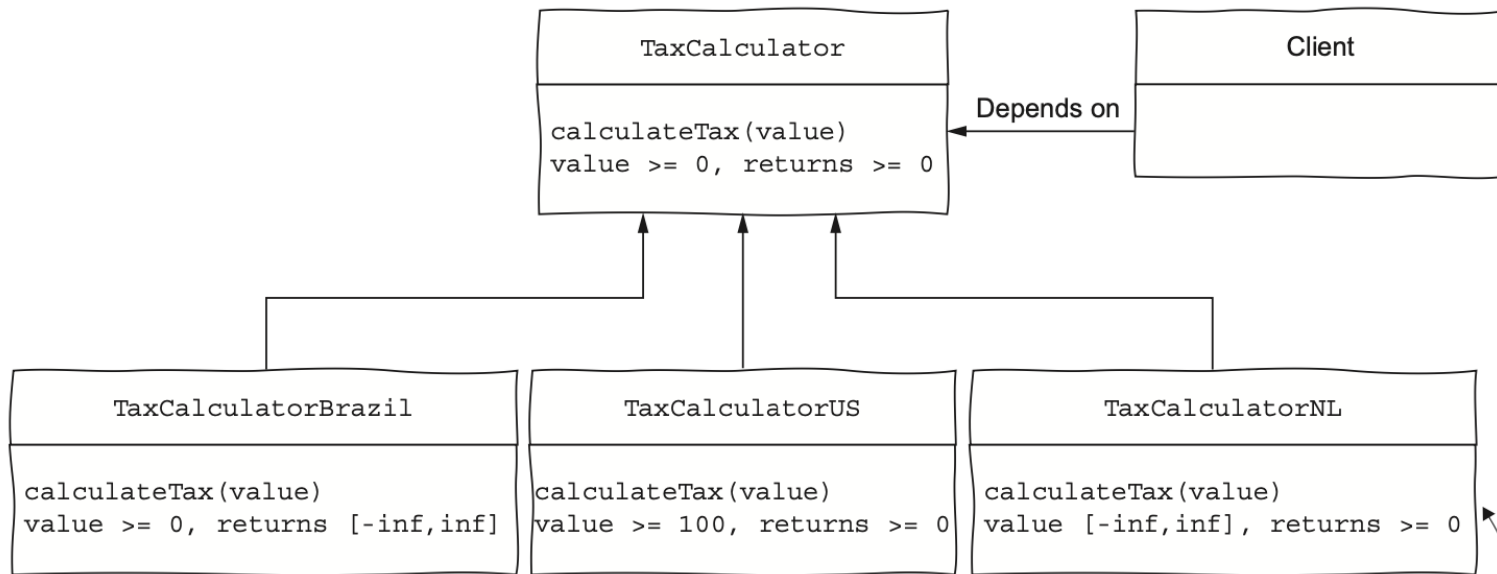 TaxCalculator
calculateTax(value)
value >= 0, returns >= 0
Depends on
Client
TaxCalculatorBrazil
calculateTax(value)
value >= 0, returns [-inf,inf]
TaxCalculatorUS
calculateTax(value)
value >= 100, returns >= 0
TaxCalculatorNL
calculateTax(value)
value [-inf,inf], returns >= 0